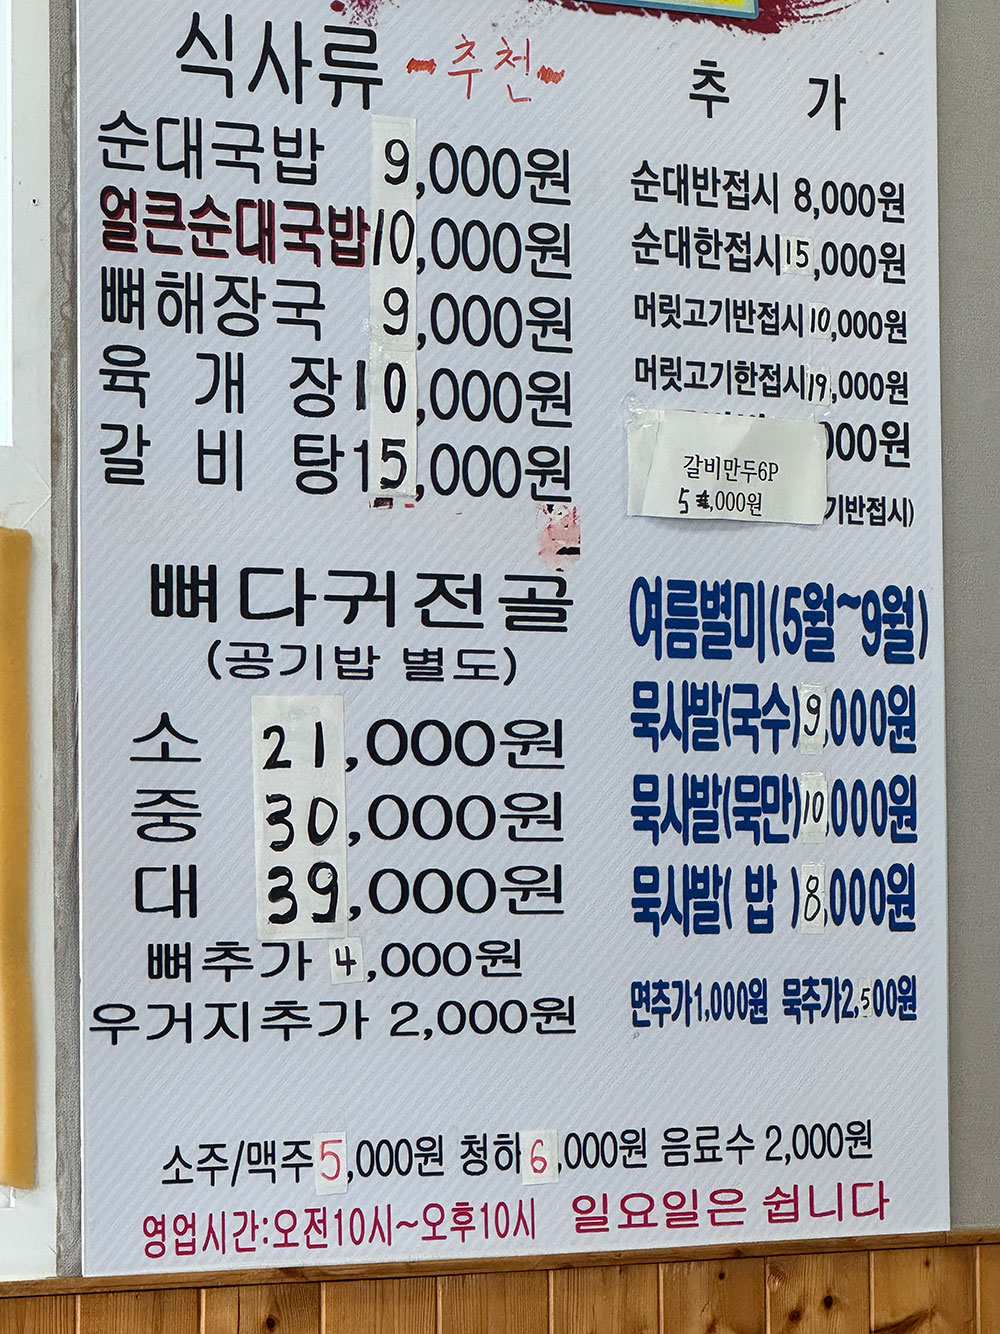 식사류 -추천-
순대국밥 9,000원
얼큰순대국밥 10,000원
뼈해장국 9,000원
육개장 10,000원
갈비탕 15,000원
뼈다귀전골
(공기밥 별도)
소 21,000원
중 30,000원
대 39,000원
뼈추가 4,000원
우거지추가 2,000원
추가
순대반접시 8,000원
순대한접시 15,000원
머릿고기반접시 10,000원
머릿고기한접시 19,000원
000원
갈비만두6P
5,000원
기반접시)
여름별미(5월~9월)
묵사발(국수) 9,000원
묵사발(묵만) 10,000원
묵사발( 밥 ) 8,000원
면추가1,000원 묵추가2,500원
소주/맥주 5,000원 청하 6,000원 음료수 2,000원
영업시간:오전10시~오후10시 일요일은 쉽니다